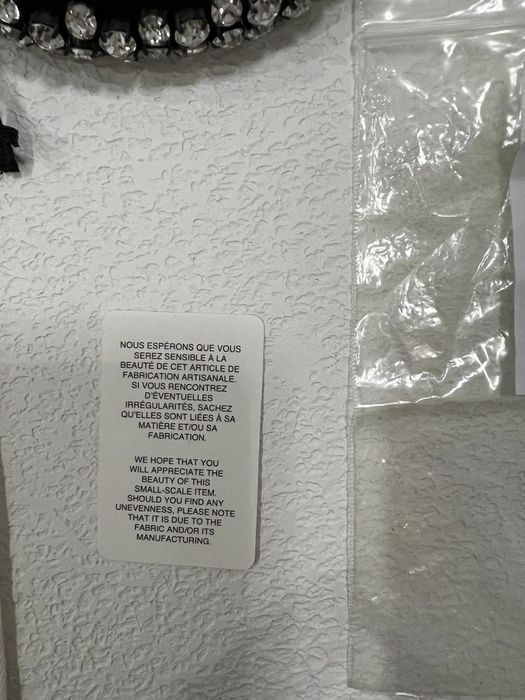 NOUS ESPÉRONS QUE VOUS
SEREZ SENSIBLE À LA
BEAUTÉ DE CET ARTICLE DE
FABRICATION ARTISANALE.
SI VOUS RENCONTREZ
D'ÉVENTUELLES
IRRÉGULARITÉS, SACHEZ
QU'ELLES SONT LIÉES À SA
MATIÈRE ET/OU SA
FABRICATION.
WE HOPE THAT YOU
WILL APPRECIATE THE
BEAUTY OF THIS
SMALL-SCALE ITEM.
SHOULD YOU FIND ANY
UNEVENNESS, PLEASE NOTE
THAT IT IS DUE TO THE
FABRIC AND/OR ITS
MANUFACTURING.